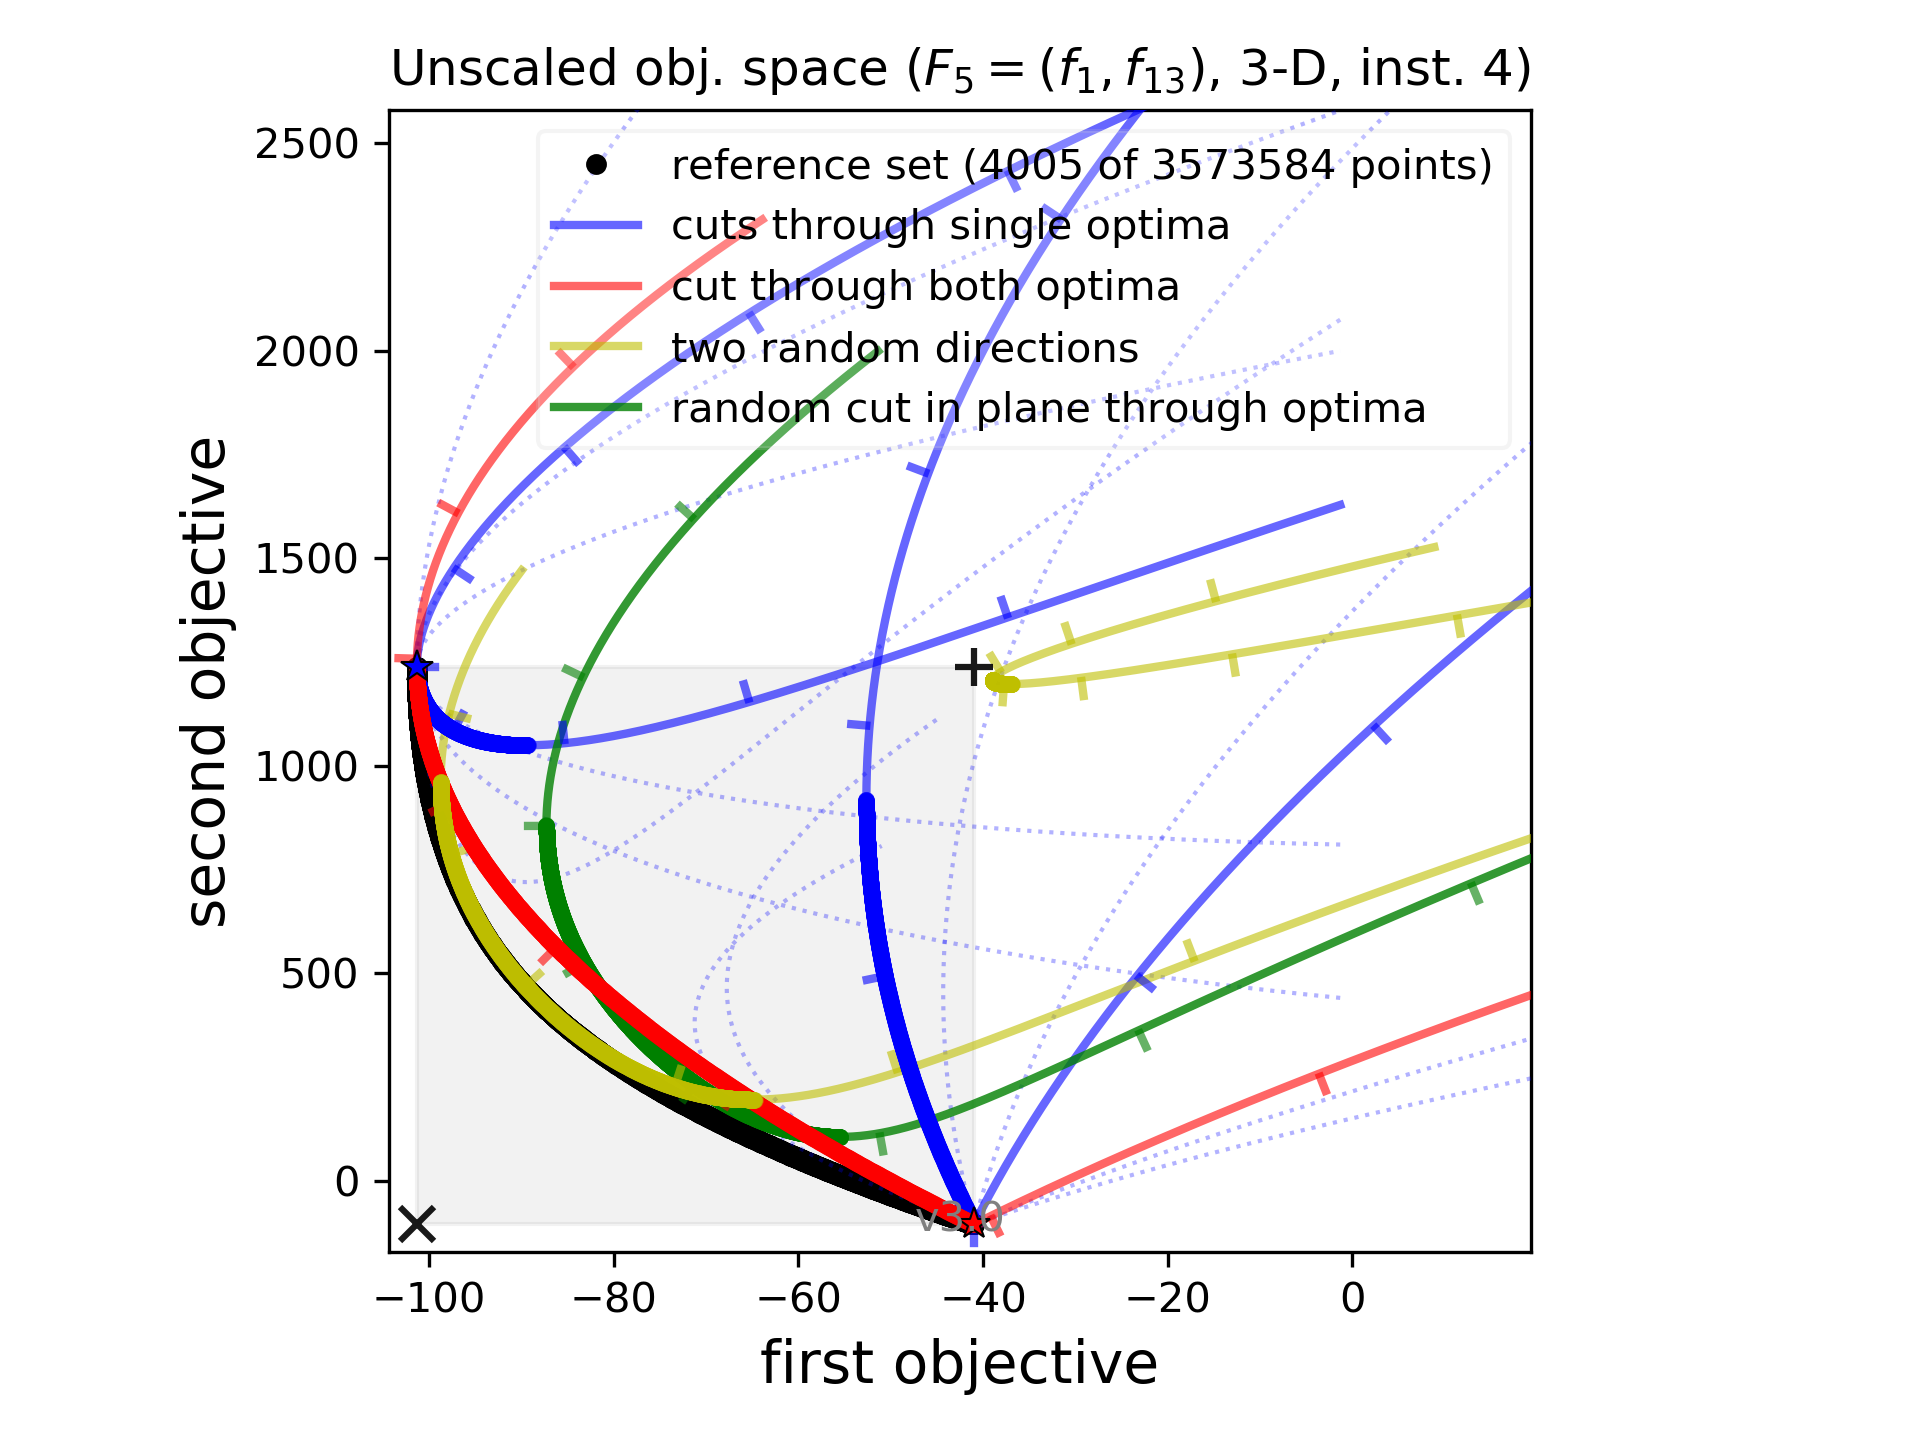 Unscaled obj. space (F₅ = (f₁, f₁₃), 3-D, inst. 4)
reference set (4005 of 3573584 points)
cuts through single optima
cut through both optima
two random directions
random cut in plane through optima
second objective
2500
2000
1500
1000
500
0
v3.0
−100
−80
−60
−40
−20
0
first objective